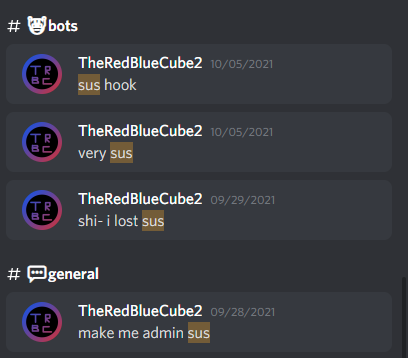 # bots
TheRedBlueCube2 10/05/2021
sus hook
TheRedBlueCube2 10/05/2021
very sus
TheRedBlueCube2 09/29/2021
shi- i lost sus
# general
TheRedBlueCube2 09/28/2021
make me admin sus
TRBC
TRBC
TRBC
TRBC